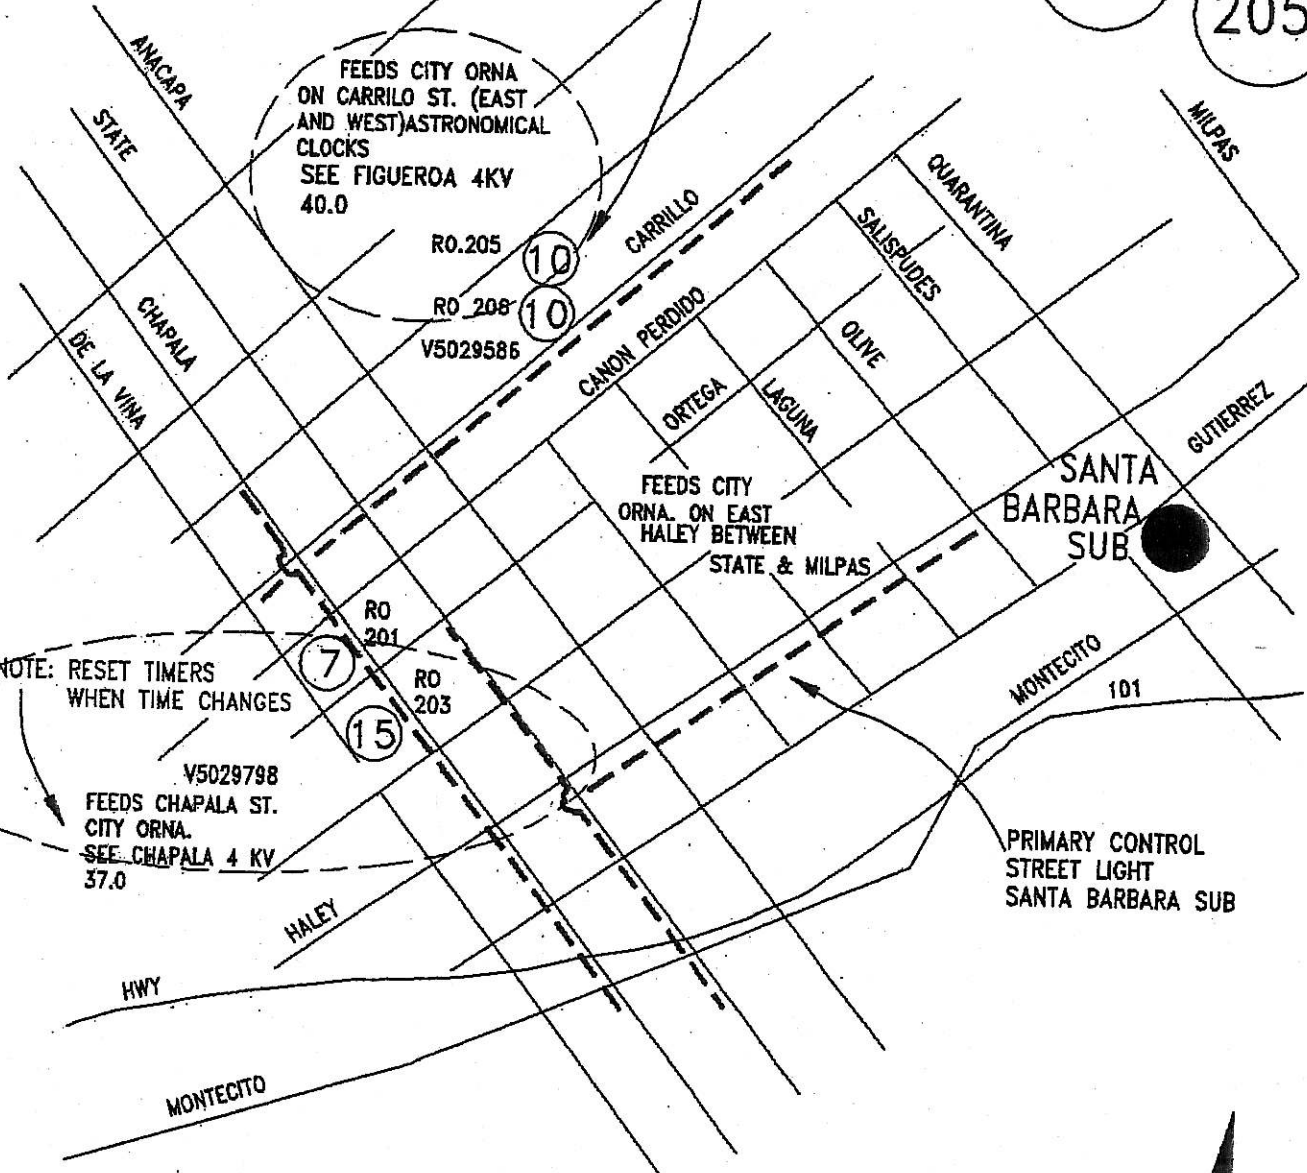 205
ANACAPA
STATE
FEEDS CITY ORNA
ON CARRILO ST. (EAST
AND WEST)ASTRONOMICAL
CLOCKS
SEE FIGUEROA 4KV
40.0
MILPAS
QUARANTINA
SALISPUDES
CARRILLO
RO.205
10
RO 208
10
V5029586
CHAPALA
DE LA VINA
CANON PERDIDO
OLIVE
ORTEGA
LAGUNA
GUTIERREZ
FEEDS CITY
ORNA. ON EAST
HALEY BETWEEN
STATE & MILPAS
SANTA
BARBARA
SUB
RO
201
7
RO
203
15
NOTE: RESET TIMERS
WHEN TIME CHANGES
MONTECITO
101
V5029798
FEEDS CHAPALA ST.
CITY ORNA.
SEE CHAPALA 4 KV
37.0
PRIMARY CONTROL
STREET LIGHT
SANTA BARBARA SUB
HALEY
HWY
MONTECITO